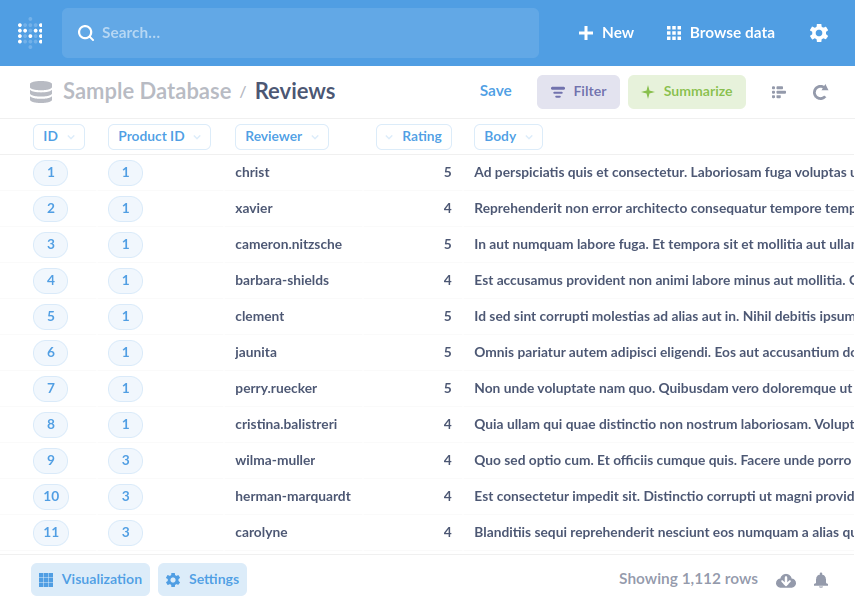 Search...
New
Browse data
Sample Database / Reviews
Save
Filter
Summarize
ID Product ID Reviewer Rating Body
1 1 christ 5 Ad perspiciatis quis et consectetur. Laboriosam fuga voluptas
2 1 xavier 4 Reprehenderit non error architecto consequatur tempore
3 1 cameron.nitzsche 5 In aut numquam labore fuga. Et tempora sit et mollitia aut
4 1 barbara-shields 4 Est accusamus provident non animi labore minus aut mollitia.
5 1 clement 5 Id sed sint corrupti molestias ad alias aut in. Nihil debitis ipsum
6 1 jaunita 5 Omnis pariatur autem adipisci eligendi. Eos aut accusantium
7 1 perry.ruecker 5 Non unde voluptate nam quo. Quibusdam vero doloremque ut
8 1 cristina.balistreri 4 Quia ullam qui quae distinctio non nostrum laboriosam.
9 3 wilma-muller 4 Quo sed optio cum. Et officiis cumque quis. Facere unde porro
10 3 herman-marquardt 4 Est consectetur impedit sit. Distinctio corrupti ut magni
11 3 carolyne 4 Blanditiis sequi reprehenderit nesciunt eos numquam a alias
Visualization
Settings
Showing 1,112 rows